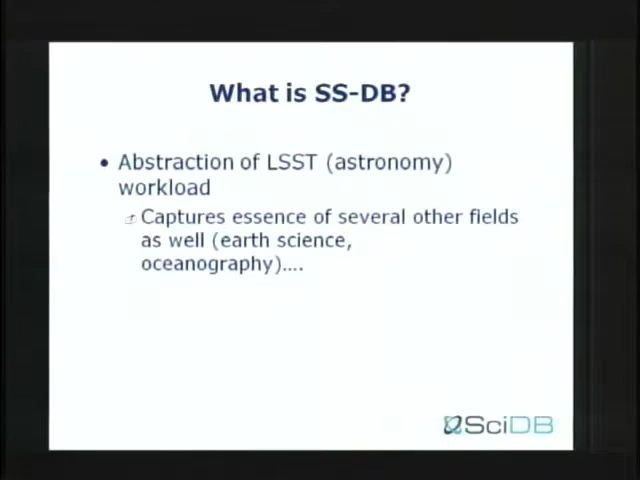 What is SS-DB?
• Abstraction of LSST (astronomy)
workload
Captures essence of several other fields
as well (earth science,
oceanography)....
SciDB